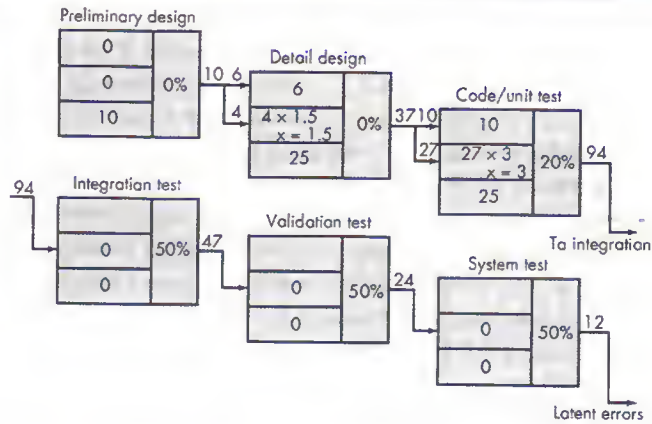 Preliminary design
0
0
10
0%
10
6
4
Detail design
6
4 × 1.5
x = 1.5
25
0%
37
10
27
Code/unit test
10
27 × 3
x = 3
25
20%
94
Ta integration
94
Integration test
0
0
50%
47
Validation test
0
0
50%
24
System test
0
0
50%
12
Latent errors